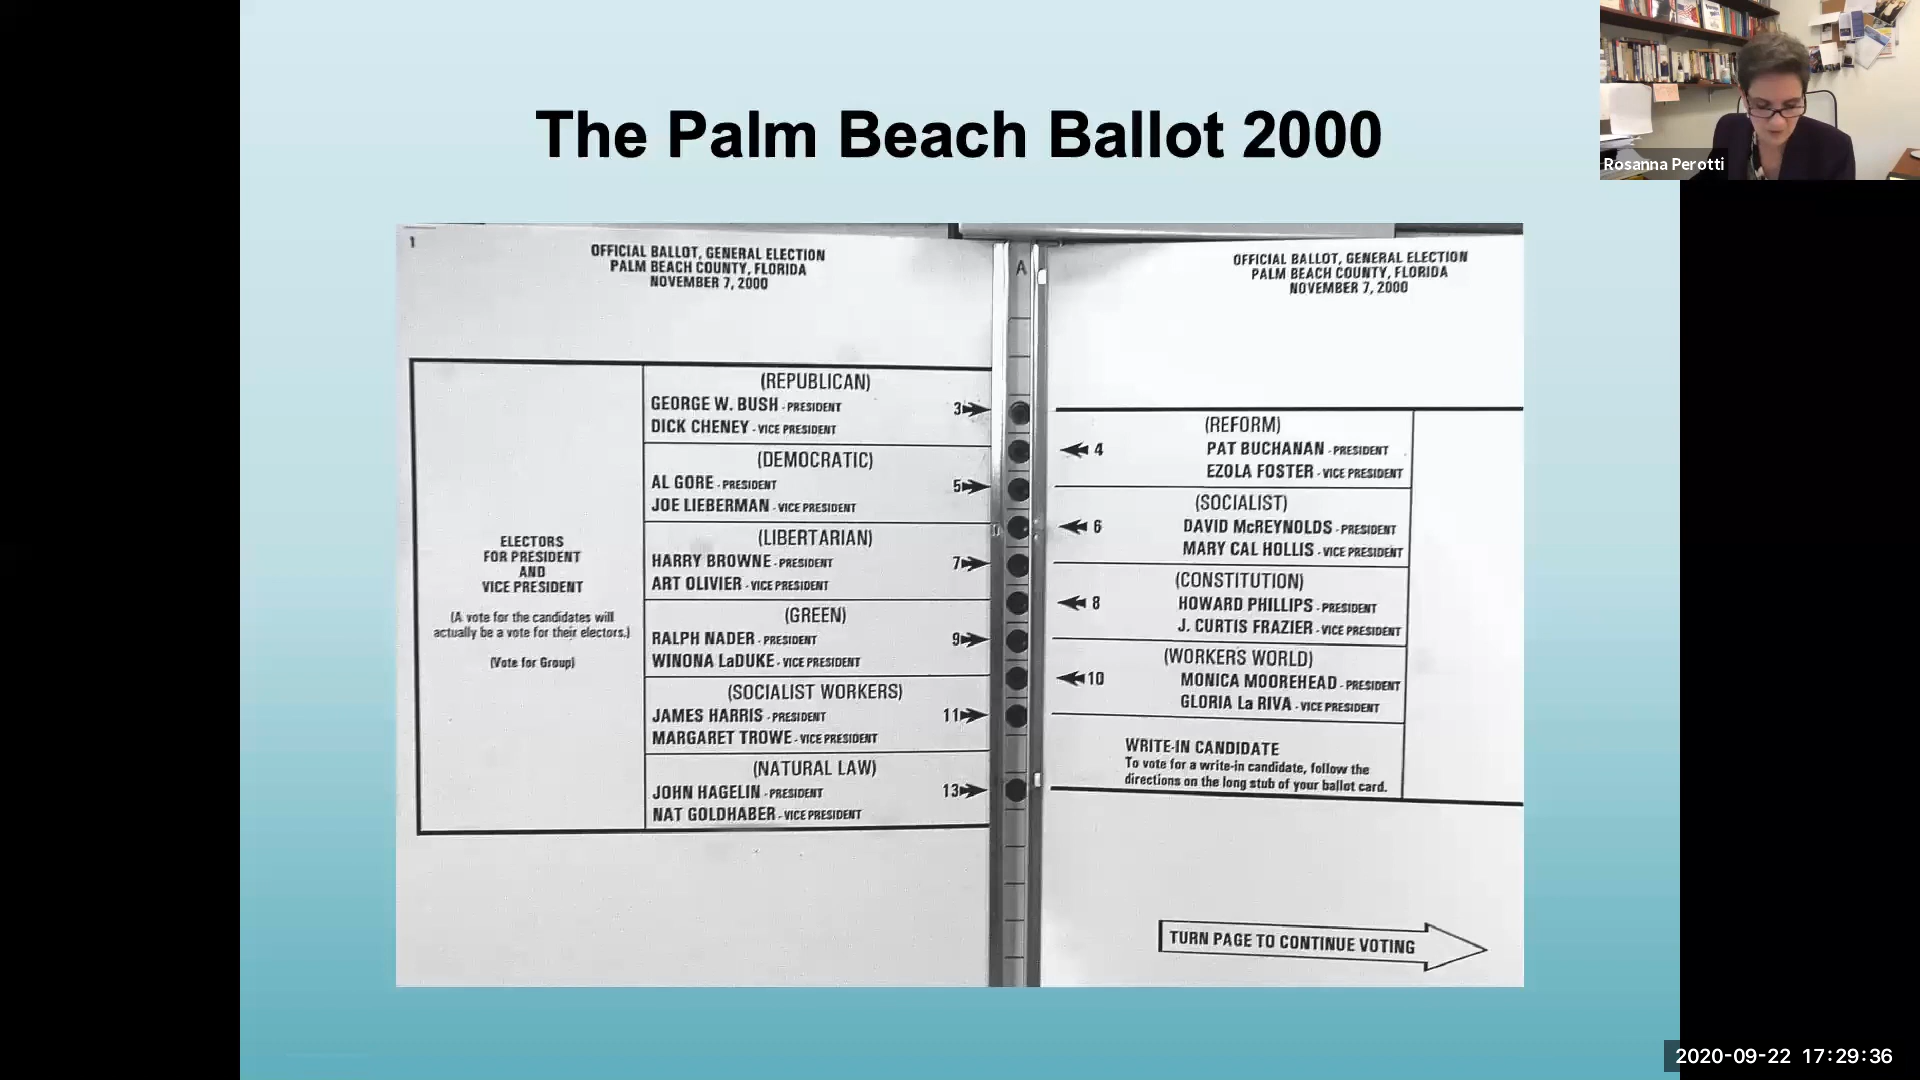 The Palm Beach Ballot 2000
Rosanna Perotti
1
OFFICIAL BALLOT, GENERAL ELECTION
PALM BEACH COUNTY, FLORIDA
NOVEMBER 7, 2000
ELECTORS
FOR PRESIDENT
AND
VICE PRESIDENT
(A vote for the candidates will
actually be a vote for their electors.)
(Vote for Group)
(REPUBLICAN)
GEORGE W. BUSH - PRESIDENT
DICK CHENEY - VICE PRESIDENT
3
(DEMOCRATIC)
AL GORE - PRESIDENT
JOE LIEBERMAN - VICE PRESIDENT
5
(LIBERTARIAN)
HARRY BROWNE - PRESIDENT
ART OLIVIER - VICE PRESIDENT
7
(GREEN)
RALPH NADER - PRESIDENT
WINONA LaDUKE - VICE PRESIDENT
9
(SOCIALIST WORKERS)
JAMES HARRIS - PRESIDENT
MARGARET TROWE - VICE PRESIDENT
11
(NATURAL LAW)
JOHN HAGELIN - PRESIDENT
NAT GOLDHABER - VICE PRESIDENT
13
A
OFFICIAL BALLOT, GENERAL ELECTION
PALM BEACH COUNTY, FLORIDA
NOVEMBER 7, 2000
(REFORM)
4 PAT BUCHANAN - PRESIDENT
EZOLA FOSTER - VICE PRESIDENT
(SOCIALIST)
6 DAVID McREYNOLDS - PRESIDENT
MARY CAL HOLLIS - VICE PRESIDENT
(CONSTITUTION)
8 HOWARD PHILLIPS - PRESIDENT
J. CURTIS FRAZIER - VICE PRESIDENT
(WORKERS WORLD)
10 MONICA MOOREHEAD - PRESIDENT
GLORIA La RIVA - VICE PRESIDENT
WRITE-IN CANDIDATE
To vote for a write-in candidate, follow the
directions on the long stub of your ballot card.
TURN PAGE TO CONTINUE VOTING
2020-09-22 17:29:36